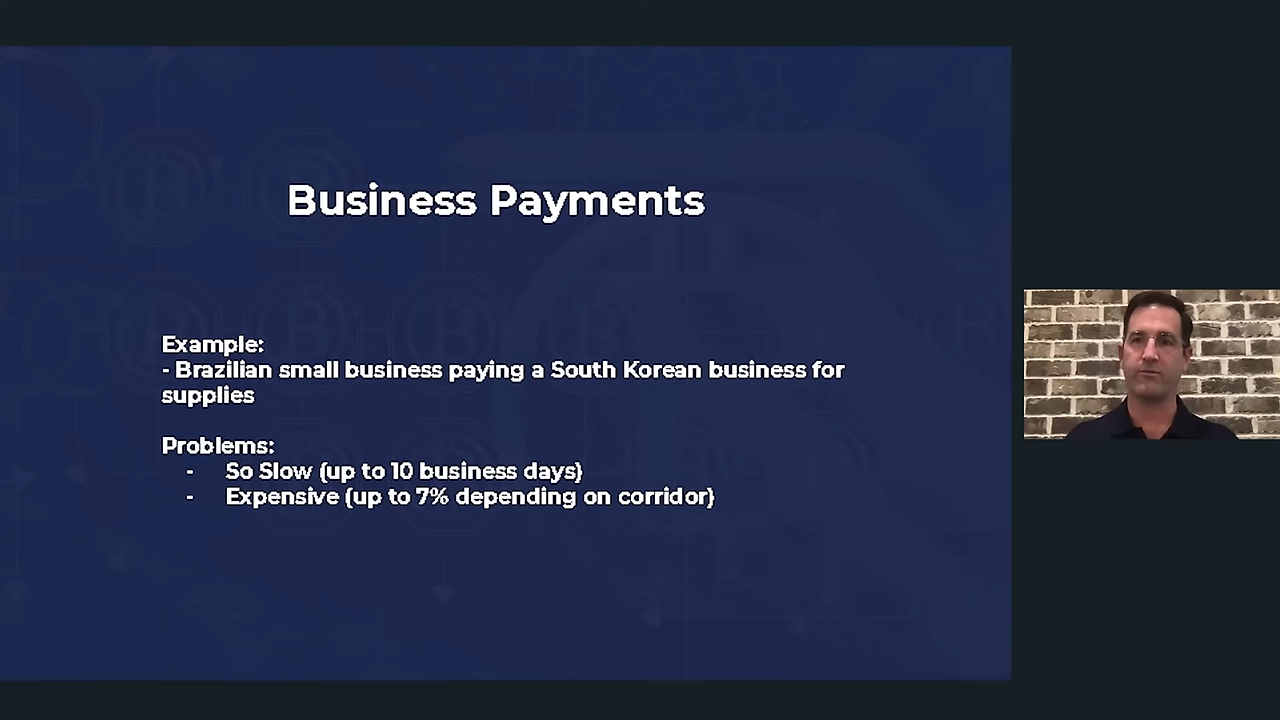 Business Payments
Example:
- Brazilian small business paying a South Korean business for
supplies
Problems:
- So Slow (up to 10 business days)
- Expensive (up to 7% depending on corridor)